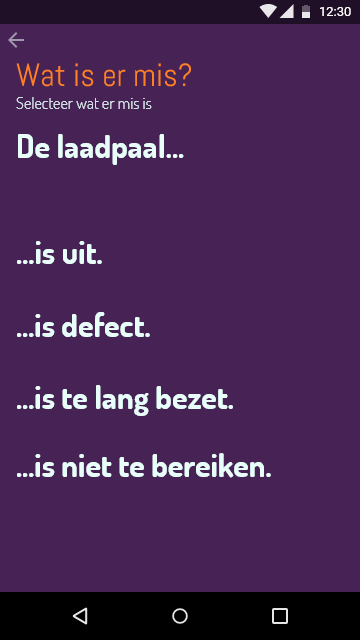 12:30
Wat is er mis?
Selecteer wat er mis is
De laadpaal...
...is uit.
...is defect.
...is te lang bezet.
...is niet te bereiken.